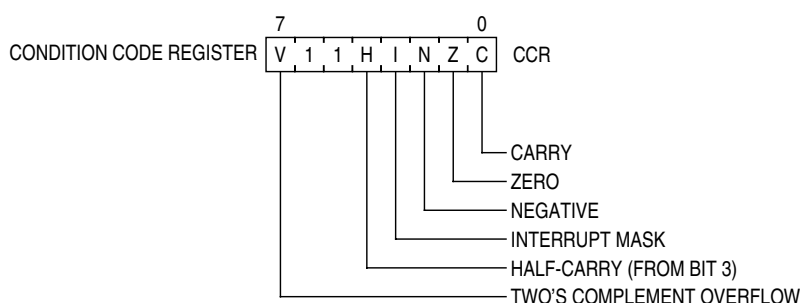 7 0
CONDITION CODE REGISTER V 1 1 H I N Z C CCR
CARRY
ZERO
NEGATIVE
INTERRUPT MASK
HALF-CARRY (FROM BIT 3)
TWO'S COMPLEMENT OVERFLOW